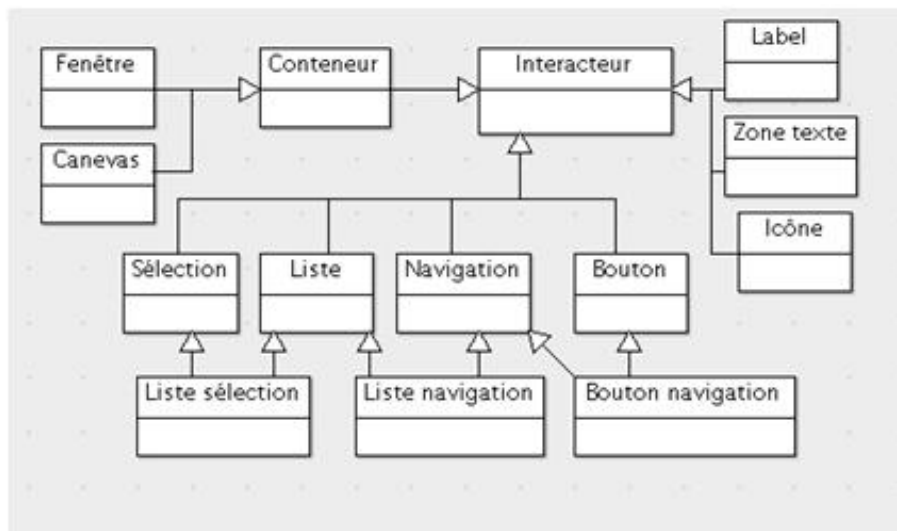 Fenêtre
Conteneur
Interacteur
Label
Zone texte
Canevas
Icône
Sélection
Liste
Navigation
Bouton
Liste sélection
Liste navigation
Bouton navigation